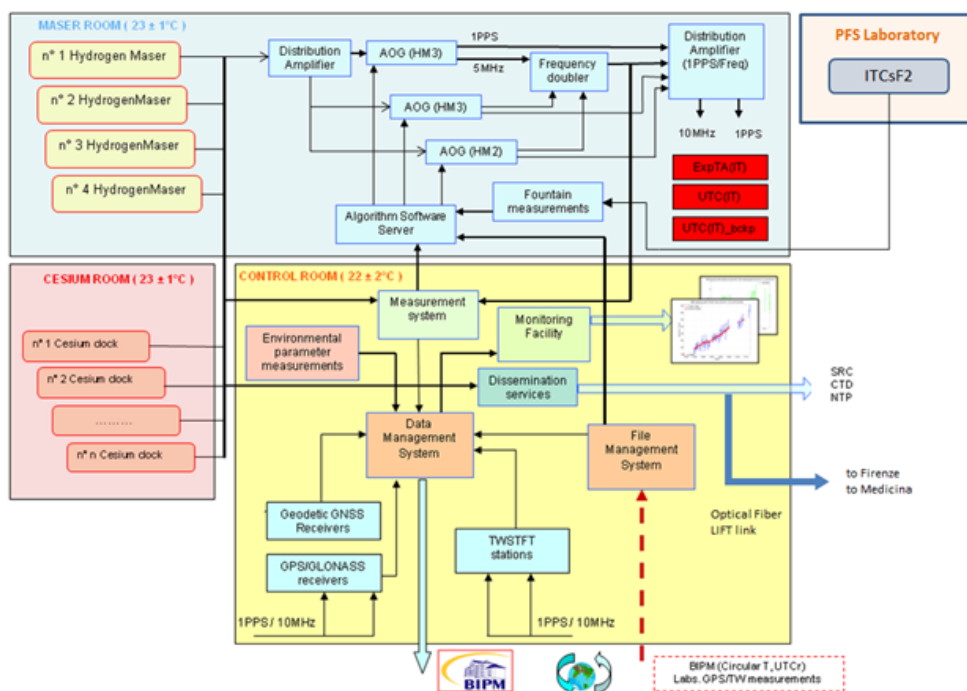 MASER ROOM ( 23 ± 1°C )
n° 1 Hydrogen Maser
n° 2 HydrogenMaser
n° 3 HydrogenMaser
n° 4 HydrogenMaser
Distribution
Amplifier
AOG (HM3)
1PPS
5MHz
AOG (HM3)
AOG (HM2)
Frequency
doubler
Distribution
Amplifier
(1PPS/Freq)
10MHz
1PPS
ExpTA(IT)
UTC(IT)
UTC(IT)_bckp
Fountain
measurements
Algorithm Software
Server
PFS Laboratory
ITCsF2
CESIUM ROOM ( 23 ± 1°C )
n° 1 Cesium dock
n° 2 Cesium dock
.........
n° n Cesium dock
CONTROL ROOM ( 22 ± 2°C )
Measurement
system
Environmental
parameter
measurements
Monitoring
Facility
Dissemination
services
Data
Management
System
File
Management
System
Geodetic GNSS
Receivers
GPS/GLONASS
receivers
1PPS/ 10MHz
TWSTFT
stations
1PPS/ 10MHz
SRC
CTD
NTP
to Firenze
to Medicina
Optical Fiber
LIFT link
BIPM
BIPM (Circular T, UTCr)
Labs. GPS/TW measurements